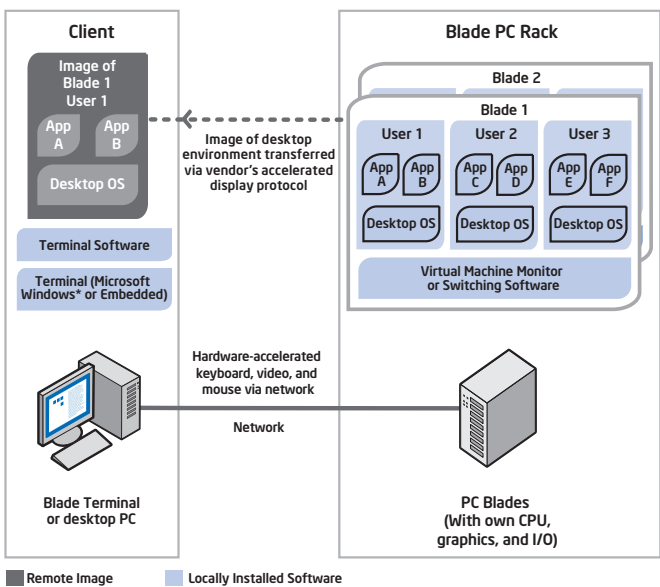 Client
Image of
Blade 1
User 1
App
A
App
B
Desktop OS
Terminal Software
Terminal (Microsoft
Windows* or Embedded)
Image of desktop
environment transferred
via vendor's accelerated
display protocol
Blade PC Rack
Blade 2
Blade 1
User 1
App
A
App
B
Desktop OS
User 2
App
C
App
D
Desktop OS
User 3
App
E
App
F
Desktop OS
Virtual Machine Monitor
or Switching Software
Hardware-accelerated
keyboard, video, and
mouse via network
Network
Blade Terminal
or desktop PC
PC Blades
(With own CPU,
graphics, and I/O)
Remote Image
Locally Installed Software